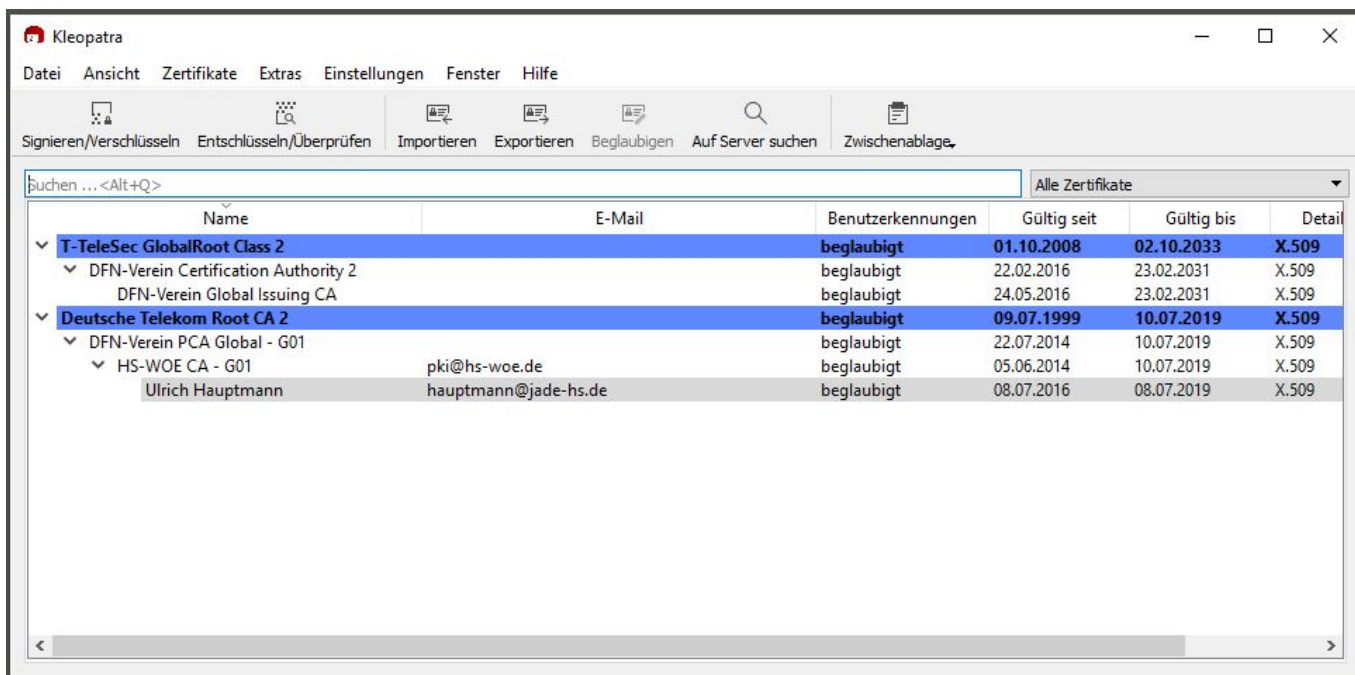 Kleopatra
Datei Ansicht Zertifikate Extras Einstellungen Fenster Hilfe
Signieren/Verschlüsseln Entschlüsseln/Überprüfen Importieren Exportieren Beglaubigen Auf Server suchen Zwischenablage
Suchen ...<Alt+Q> Alle Zertifikate
Name E-Mail Benutzerkennungen Gültig seit Gültig bis Detail
T-TeleSec GlobalRoot Class 2 beglaubigt 01.10.2008 02.10.2033 X.509
DFN-Verein Certification Authority 2 beglaubigt 22.02.2016 23.02.2031 X.509
DFN-Verein Global Issuing CA beglaubigt 24.05.2016 23.02.2031 X.509
Deutsche Telekom Root CA 2 beglaubigt 09.07.1999 10.07.2019 X.509
DFN-Verein PCA Global - G01 beglaubigt 22.07.2014 10.07.2019 X.509
HS-WOE CA - G01 pki@hs-woe.de beglaubigt 05.06.2014 10.07.2019 X.509
Ulrich Hauptmann hauptmann@jade-hs.de beglaubigt 08.07.2016 08.07.2019 X.509